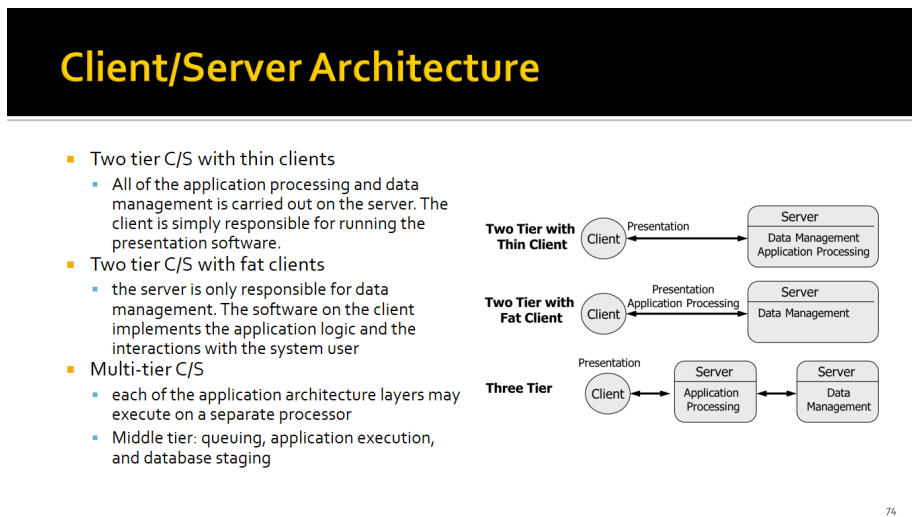 Client/Server Architecture
Two tier C/S with thin clients
All of the application processing and data
management is carried out on the server. The
client is simply responsible for running the
presentation software.
Two tier C/S with fat clients
the server is only responsible for data
management. The software on the client
implements the application logic and the
interactions with the system user
Multi-tier C/S
each of the application architecture layers may
execute on a separate processor
Middle tier: queuing, application execution,
and database staging
Two Tier with
Thin Client
Client
Presentation
Server
Data Management
Application Processing
Two Tier with
Fat Client
Client
Presentation
Application Processing
Server
Data Management
Three Tier
Presentation
Client
Server
Application
Processing
Server
Data
Management
74